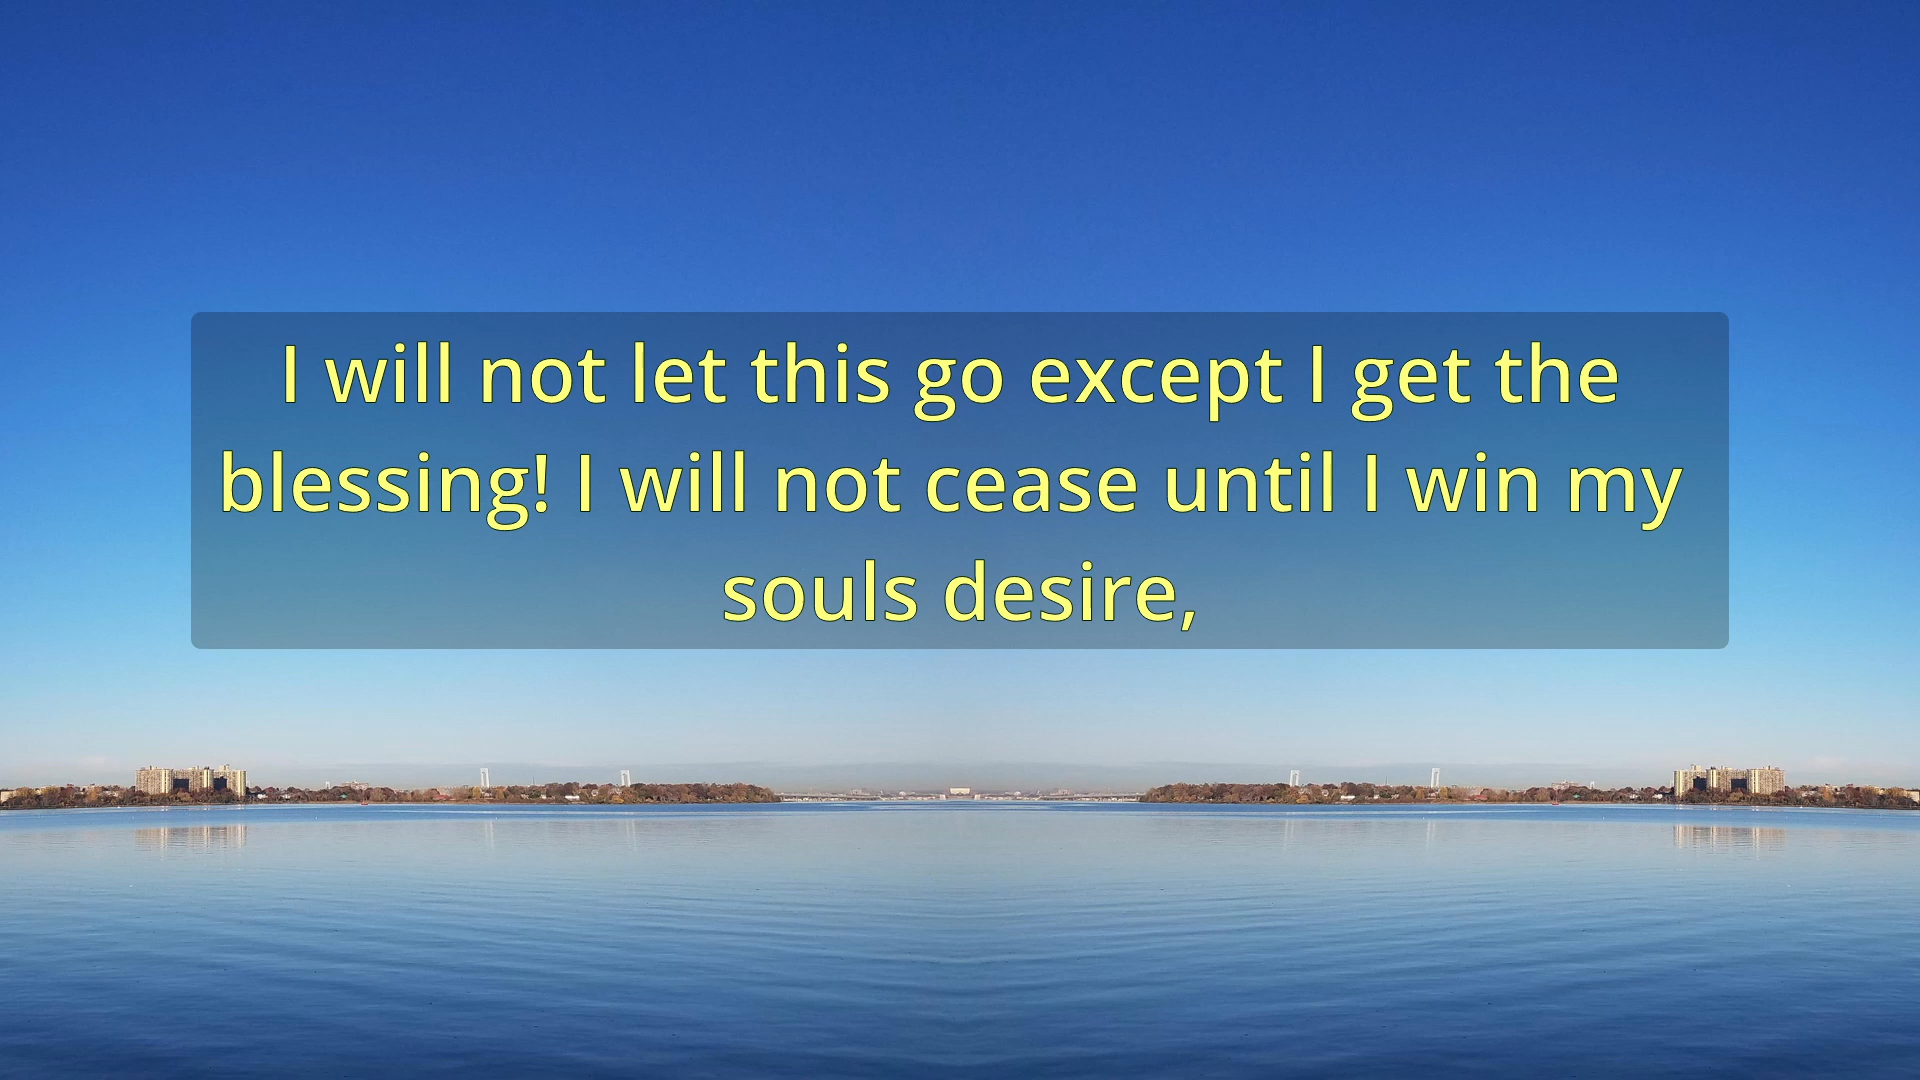 I will not let this go except I get the
blessing! I will not cease until I win my
souls desire,